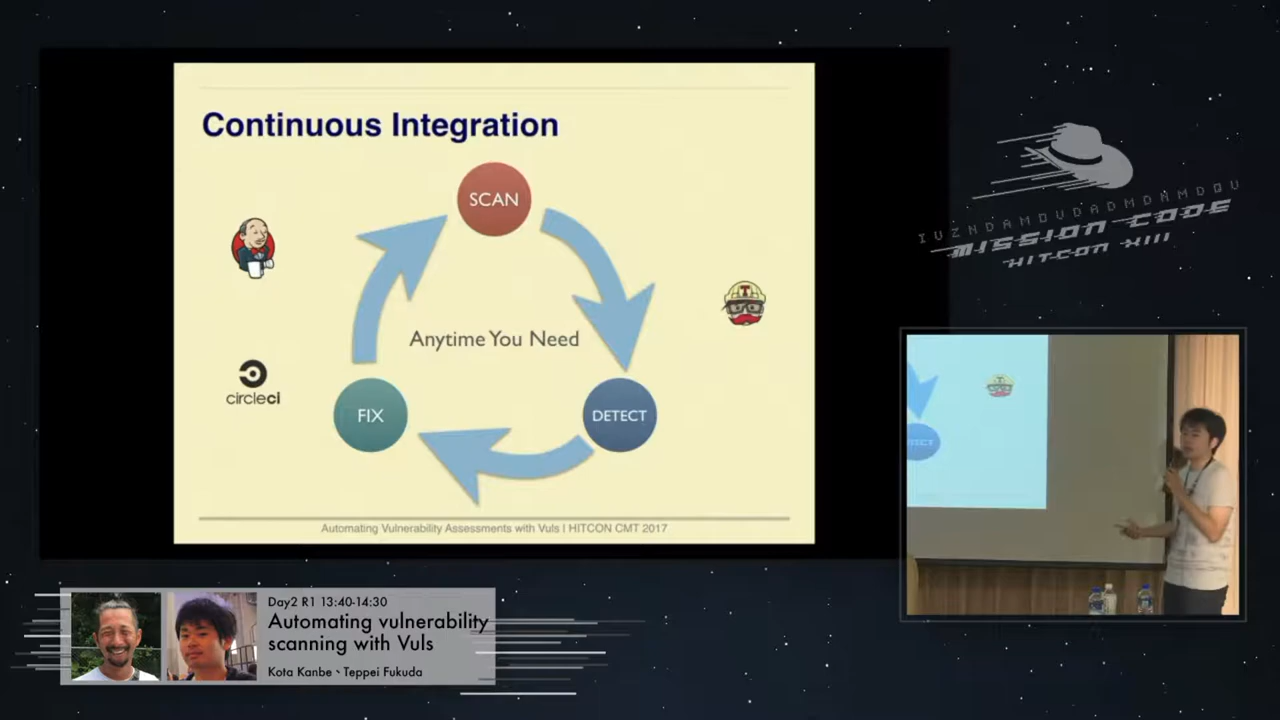 Continuous Integration
SCAN
Anytime You Need
circleci
FIX
DETECT
Automating Vulnerability Assessments with Vuls | HITCON CMT 2017
IUZNDAMOUDADMDNHMDQU
MISSION CODE
HITCON XIII
Day2 R1 13:40-14:30
Automating vulnerability
scanning with Vuls
Kota Kanbe、Teppei Fukuda